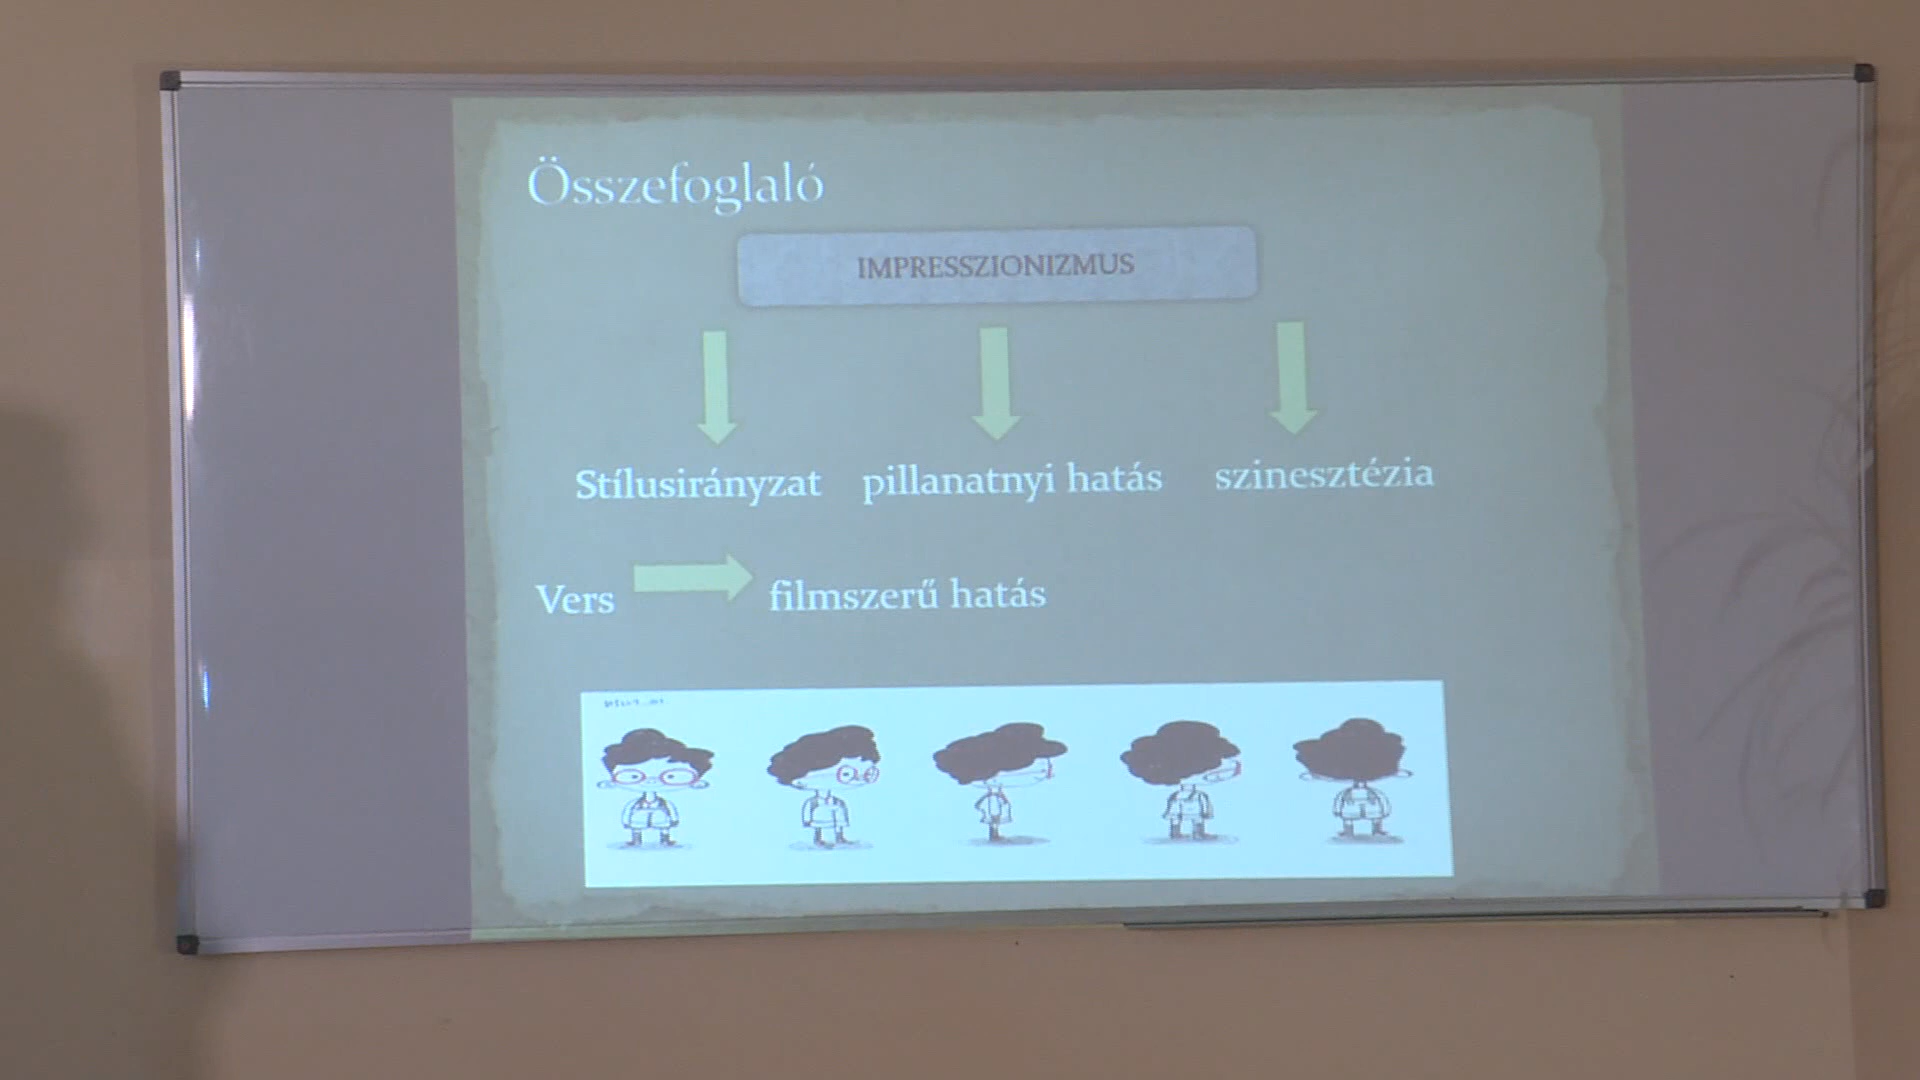 Összefoglaló
IMPRESSZIONIZMUS
Stílusirányzat pillanatnyi hatás szinesztézia
Vers filmszerű hatás